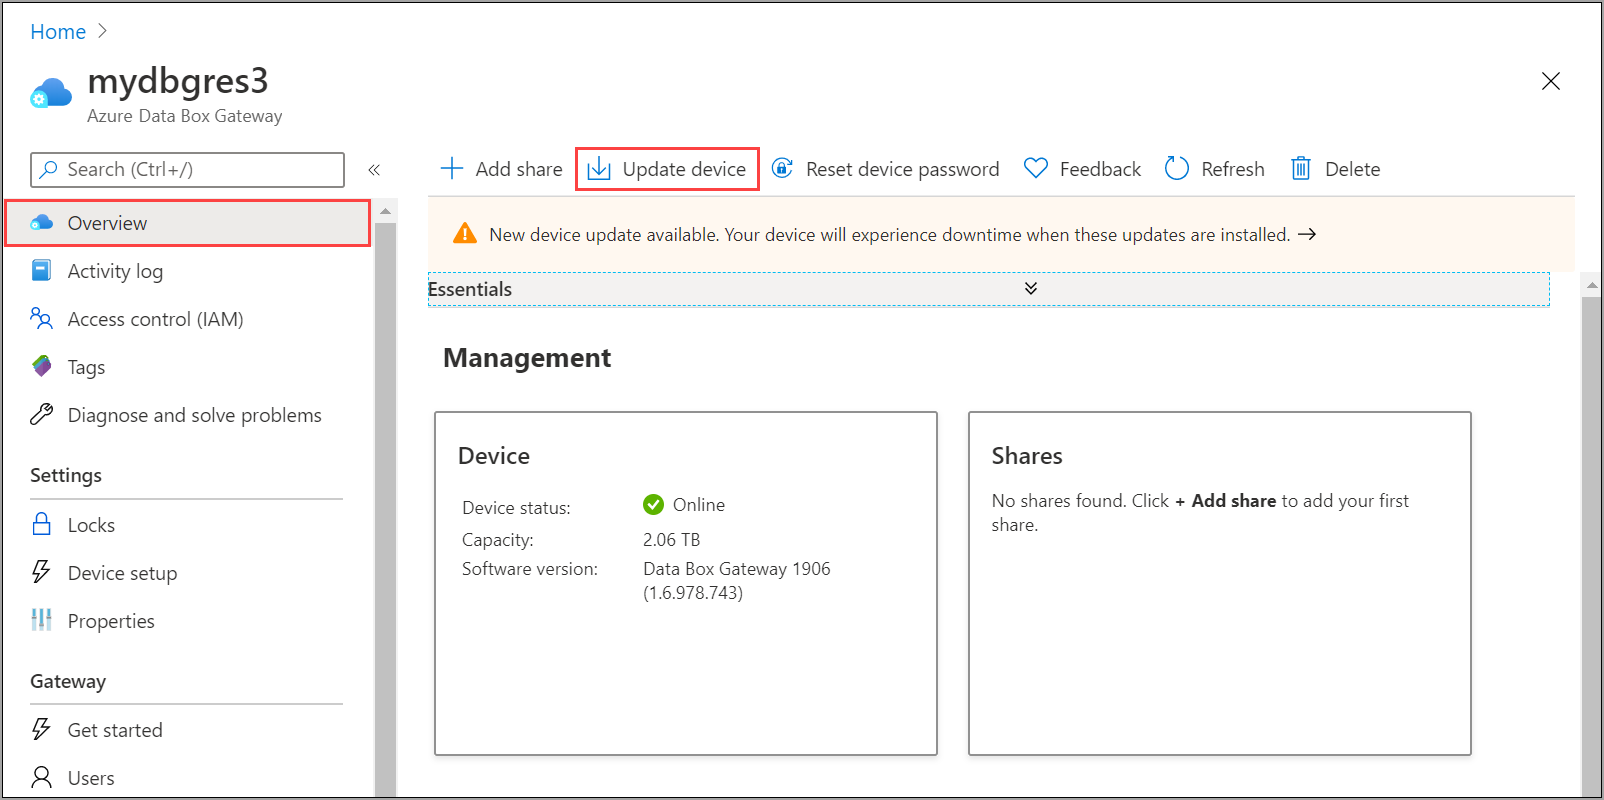 Home
mydbgres3
Azure Data Box Gateway
Search (Ctrl+/)
Overview
Activity log
Access control (IAM)
Tags
Diagnose and solve problems
Settings
Locks
Device setup
Properties
Gateway
Get started
Users
+ Add share Update device Reset device password Feedback Refresh Delete
New device update available. Your device will experience downtime when these updates are installed. →
Essentials
Management
Device
Device status: Online
Capacity: 2.06 TB
Software version: Data Box Gateway 1906
(1.6.978.743)
Shares
No shares found. Click + Add share to add your first
share.